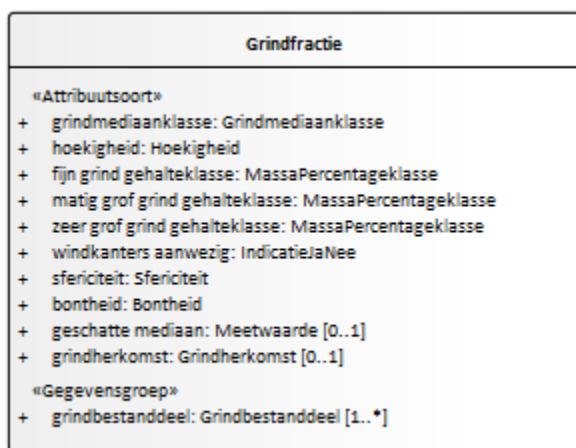 Grindfractie
«Attribuutsoort»
+ grindmediaanklasse: Grindmediaanklasse
+ hoekigheid: Hoekigheid
+ fijn grind gehalteklasse: MassaPercentageklasse
+ matig grof grind gehalteklasse: MassaPercentageklasse
+ zeer grof grind gehalteklasse: MassaPercentageklasse
+ windkanters aanwezig: IndicatieJaNee
+ sfericiteit: Sfericiteit
+ bontheid: Bontheid
+ geschatte mediaan: Meetwaarde [0..1]
+ grindherkomst: Grindherkomst [0..1]
«Gegevensgroep»
+ grindbestanddeel: Grindbestanddeel [1..*]